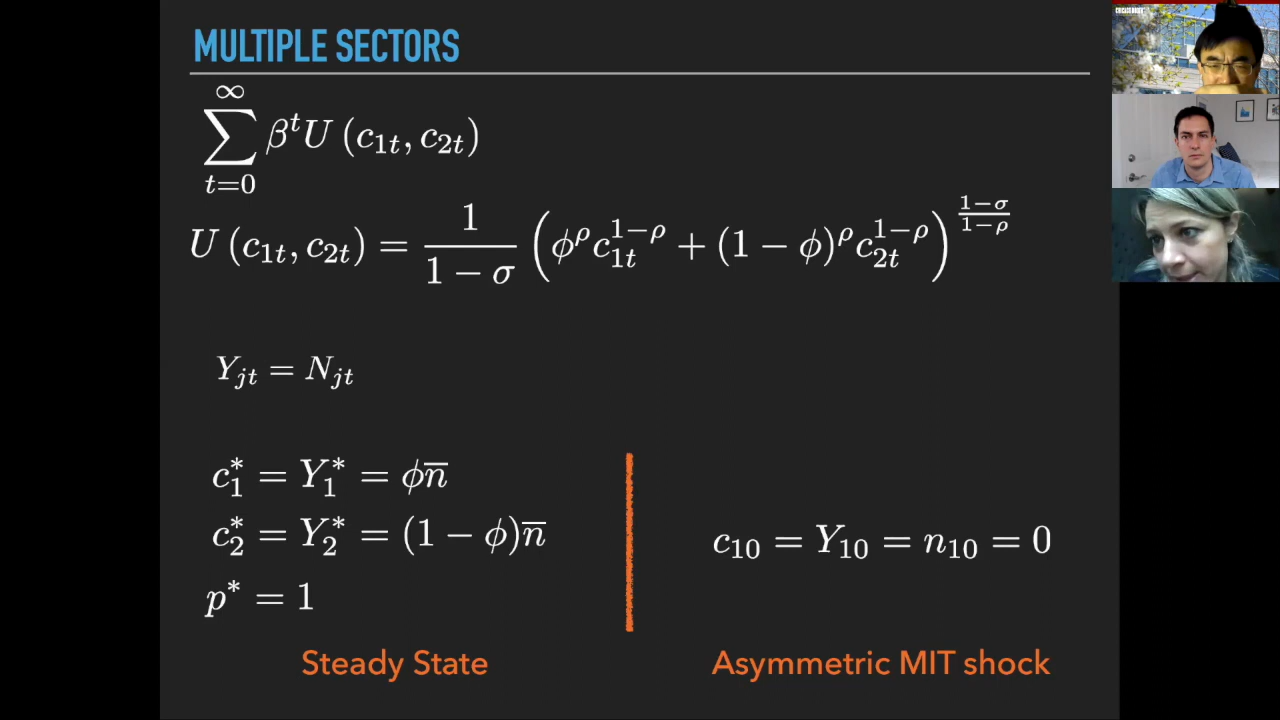 MULTIPLE SECTORS
∑_{t=0}^{∞} β^t U (c_{1t}, c_{2t})
U (c_{1t}, c_{2t}) = \frac{1}{1 − σ} (ϕ^ρ c_{1t}^{1−ρ} + (1 − ϕ)^ρ c_{2t}^{1−ρ})^{\frac{1−σ}{1−ρ}}
Y_{jt} = N_{jt}
c_1^* = Y_1^* = ϕn̅
c_2^* = Y_2^* = (1 − ϕ)n̅
p^* = 1
Steady State
c_{10} = Y_{10} = n_{10} = 0
Asymmetric MIT shock